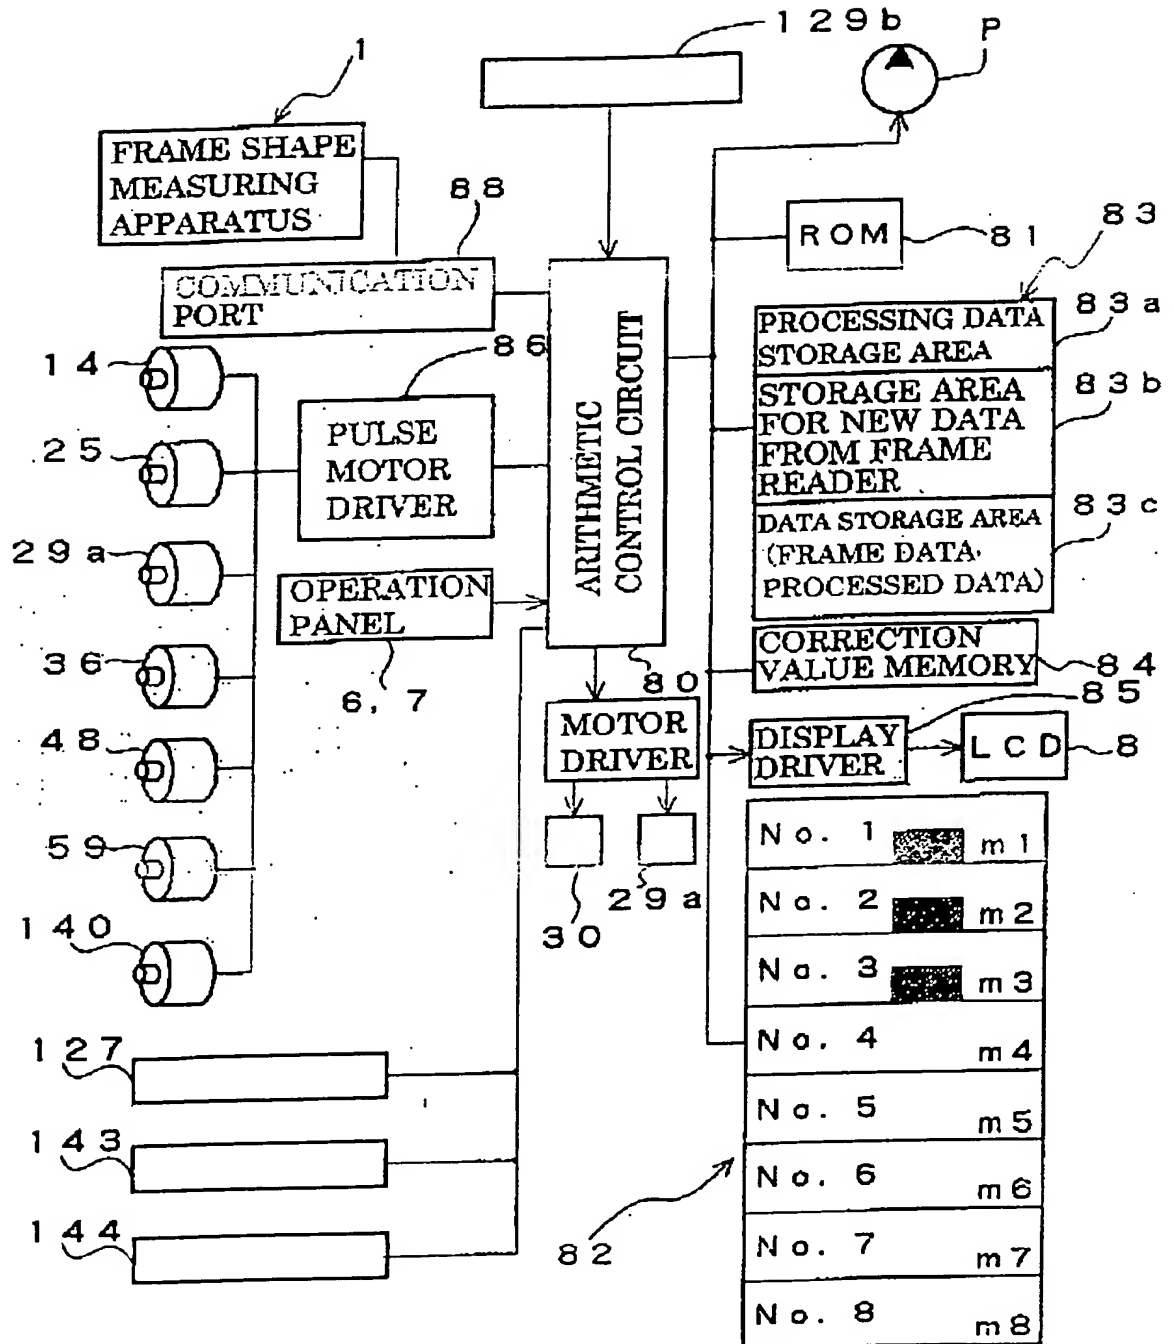 129b
P
1
FRAME SHAPE
MEASURING
APPARATUS
88
COMMUNICATION
PORT
ROM
81
83
PROCESSING DATA
STORAGE AREA
83a
STORAGE AREA
FOR NEW DATA
FROM FRAME
READER
83b
DATA STORAGE AREA
(FRAME DATA,
PROCESSED DATA)
83c
14
25
29a
36
48
59
140
86
PULSE
MOTOR
DRIVER
ARITHMETIC
CONTROL CIRCUIT
80
OPERATION
PANEL
6, 7
CORRECTION
VALUE MEMORY
84
MOTOR
DRIVER
30
29a
DISPLAY
DRIVER
85
LCD
8
No. 1 m1
No. 2 m2
No. 3 m3
No. 4 m4
No. 5 m5
No. 6 m6
No. 7 m7
No. 8 m8
82
127
143
144